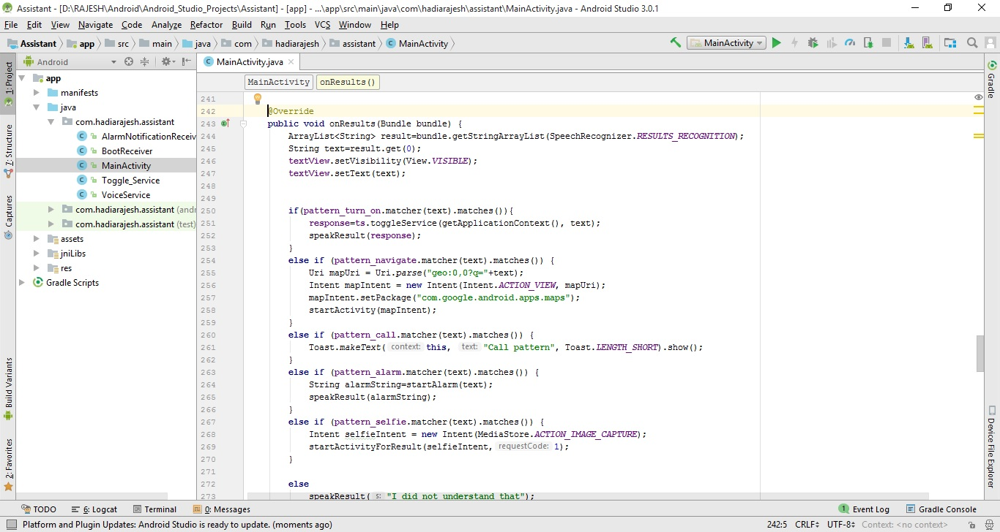 Assistant - [D:\RAJESH\Android\Android_Studio_Projects\Assistant] - [app] - ...\app\src\main\java\com\hadiarajesh\assistant\MainActivity.java - Android Studio 3.0.1
File Edit View Navigate Code Analyze Refactor Build Run Tools VCS Window Help
Assistant app src main java com hadiarajesh assistant MainActivity MainActivity
Android MainActivity.java
MainActivity onResults()
1: Project
Z: Structure
Captures
Build Variants
2: Favorites
app
manifests
java
com.hadiarajesh.assistant
AlarmNotificationReceiv
BootReceiver
MainActivity
Toggle_Service
VoiceService
com.hadiarajesh.assistant (andr
com.hadiarajesh.assistant (test)
assets
jniLibs
res
Gradle Scripts
241
242 @Override
243 public void onResults(Bundle bundle) {
244 ArrayList<String> result=bundle.getStringArrayList(SpeechRecognizer.RESULTS_RECOGNITION);
245 String text=result.get(0);
246 textView.setVisibility(View.VISIBLE);
247 textView.setText(text);
248
249
250 if(pattern_turn_on.matcher(text).matches()){
251 response=ts.toggleService(getApplicationContext(), text);
252 speakResult(response);
253 }
254 else if (pattern_navigate.matcher(text).matches()) {
255 Uri mapUri = Uri.parse("geo:0,0?q="+text);
256 Intent mapIntent = new Intent(Intent.ACTION_VIEW, mapUri);
257 mapIntent.setPackage("com.google.android.apps.maps");
258 startActivity(mapIntent);
259 }
260 else if (pattern_call.matcher(text).matches()) {
261 Toast.makeText( context: this, text: "Call pattern", Toast.LENGTH_SHORT).show();
262 }
263 else if (pattern_alarm.matcher(text).matches()) {
264 String alarmString=startAlarm(text);
265 speakResult(alarmString);
266 }
267 else if (pattern_selfie.matcher(text).matches()) {
268 Intent selfieIntent = new Intent(MediaStore.ACTION_IMAGE_CAPTURE);
269 startActivityForResult(selfieIntent, requestCode: 1);
270 }
271
272 else
273 speakResult( s: "I did not understand that");
Gradle
Device File Explorer
TODO 6: Logcat Terminal 0: Messages 1 Event Log Gradle Console
Platform and Plugin Updates: Android Studio is ready to update. (moments ago) 242:5 CRLF UTF-8 Context: <no context>